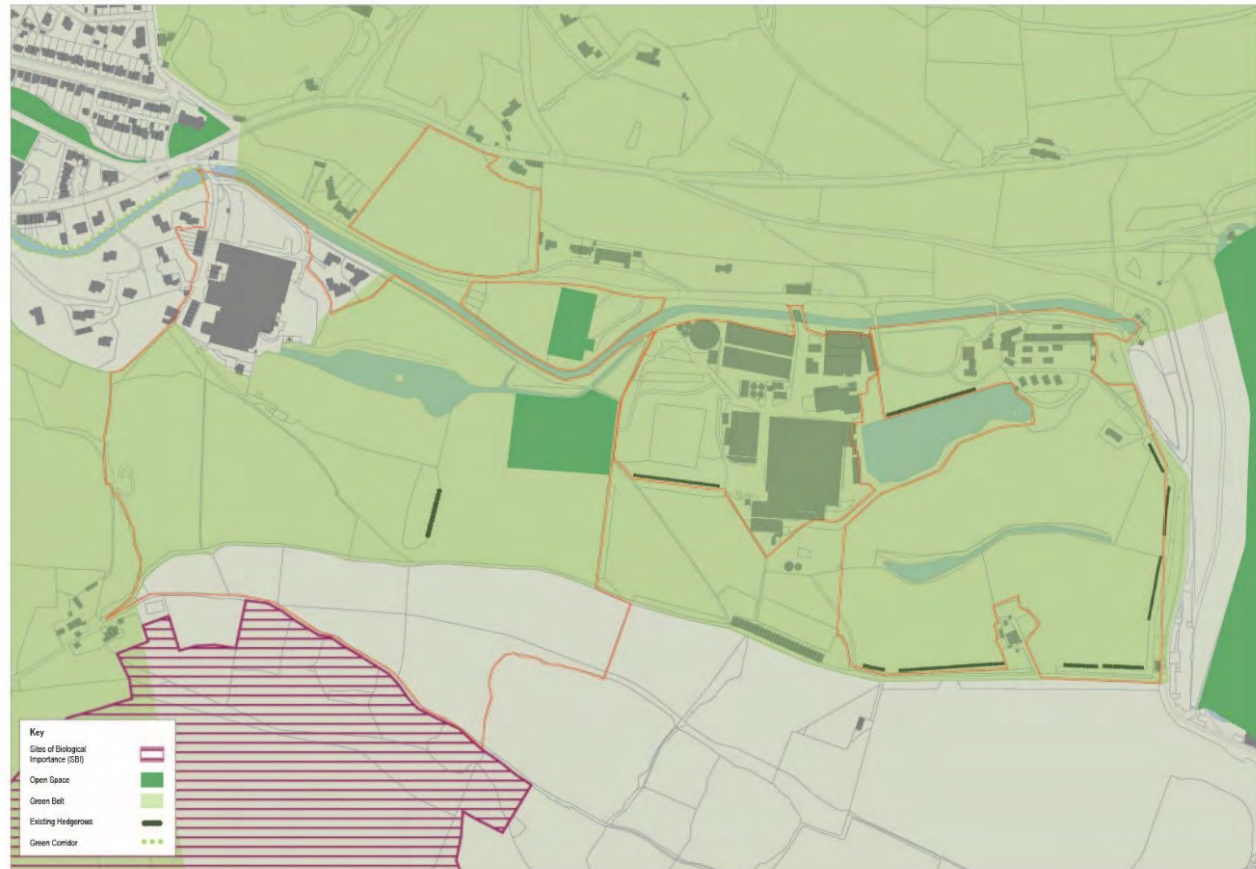 Key
Sites of Biological
Importance (SBI)
Open Space
Green Belt
Existing Hedgerows
Green Corridor